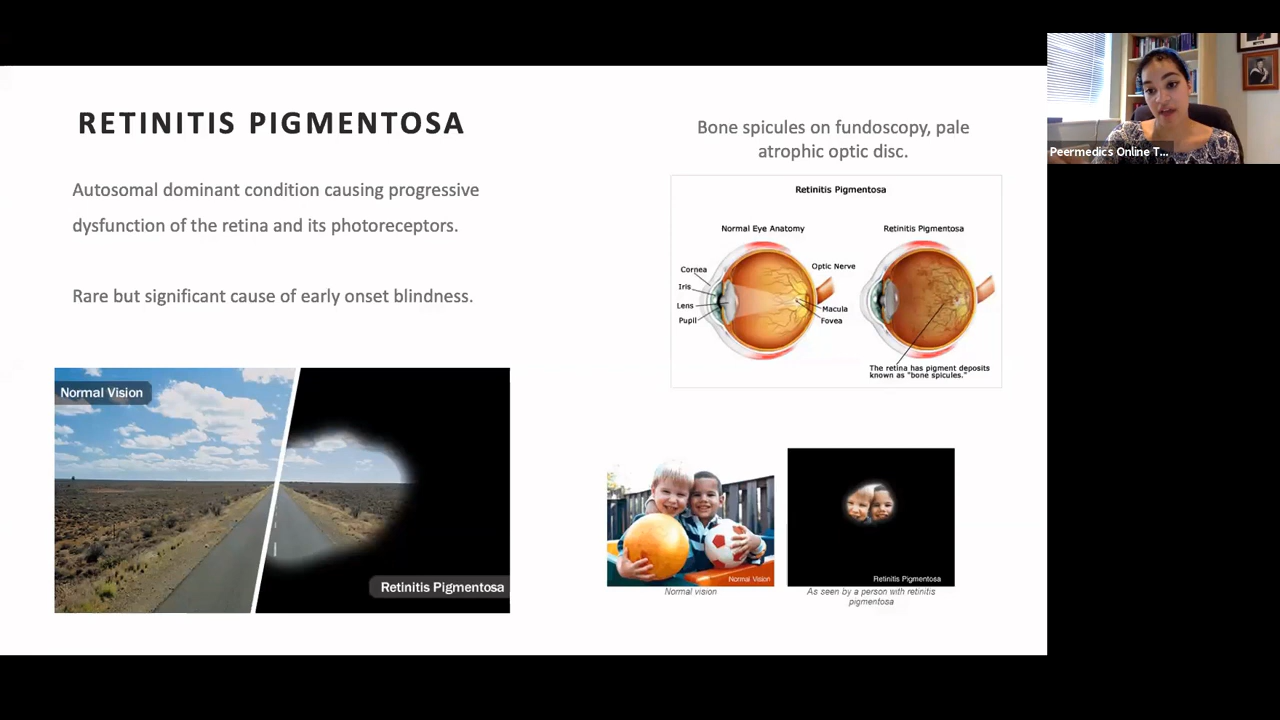 RETINITIS PIGMENTOSA
Autosomal dominant condition causing progressive
dysfunction of the retina and its photoreceptors.
Rare but significant cause of early onset blindness.
Normal Vision
Retinitis Pigmentosa
Bone spicules on fundoscopy, pale
atrophic optic disc.
Retinitis Pigmentosa
Normal Eye Anatomy
Retinitis Pigmentosa
Cornea
Iris
Lens
Pupil
Optic Nerve
Macula
Fovea
The retina has pigment deposits
known as "bone spicules."
Normal Vision
Normal vision
Retinitis Pigmentosa
As seen by a person with retinitis
pigmentosa
Peermedics Online T...